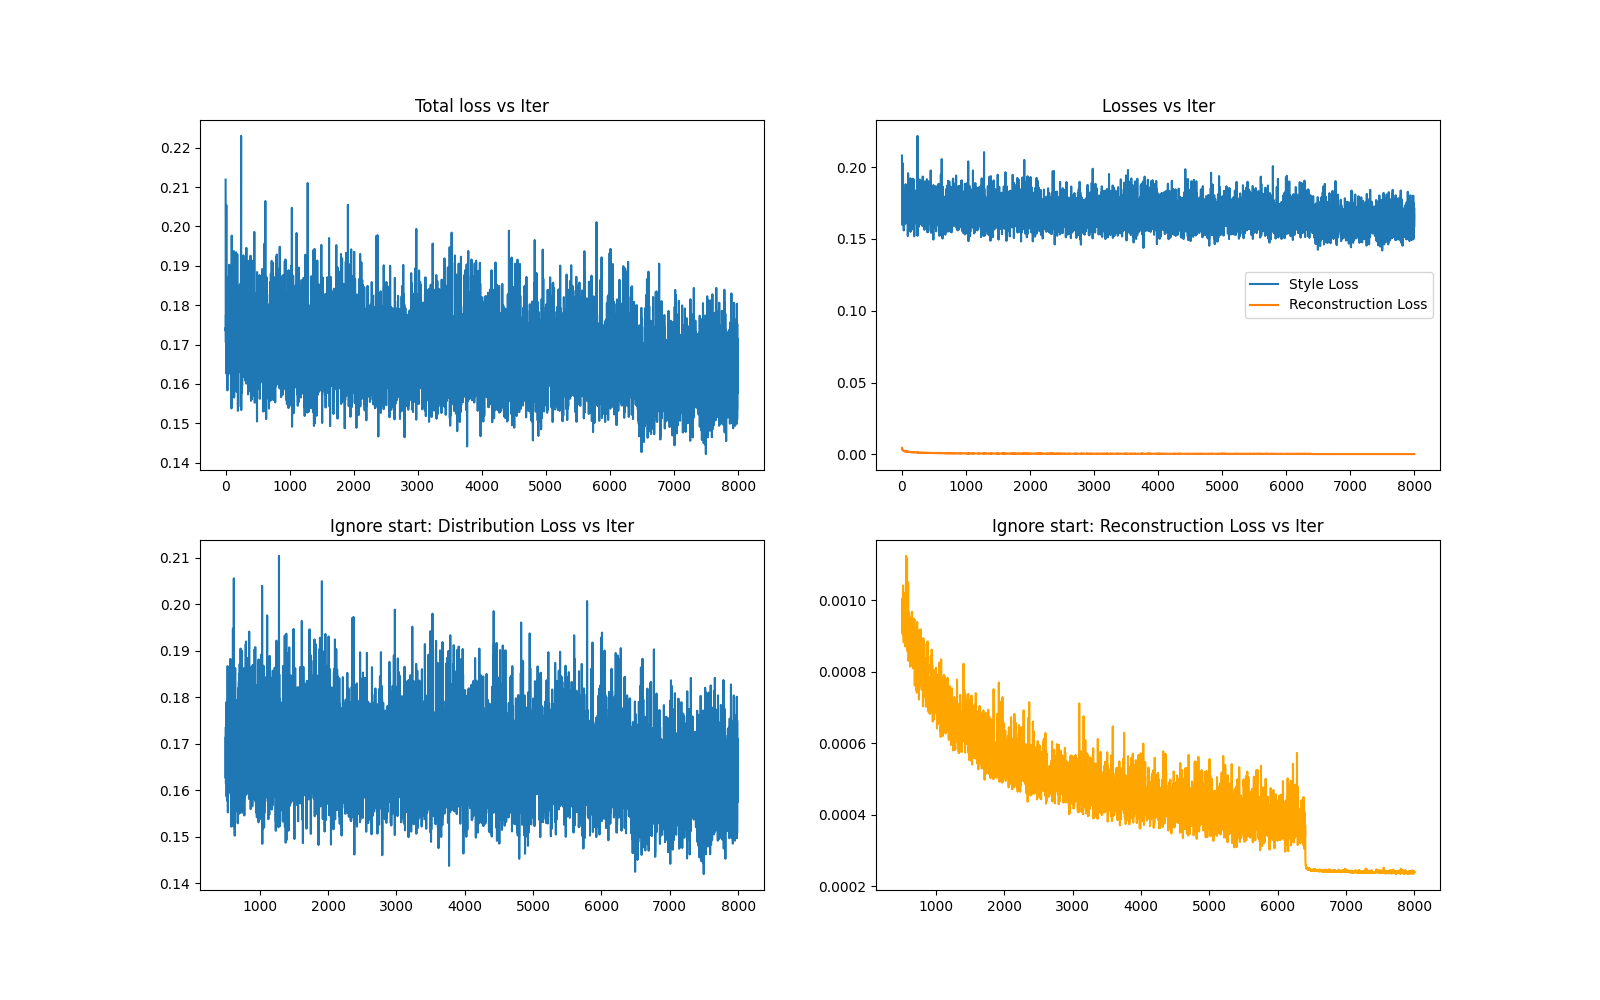 Total loss vs Iter
0.22
0.21
0.20
0.19
0.18
0.17
0.16
0.15
0.14
0 1000 2000 3000 4000 5000 6000 7000 8000
Losses vs Iter
0.20
0.15
0.10
0.05
0.00
Style Loss
Reconstruction Loss
0 1000 2000 3000 4000 5000 6000 7000 8000
Ignore start: Distribution Loss vs Iter
0.21
0.20
0.19
0.18
0.17
0.16
0.15
0.14
1000 2000 3000 4000 5000 6000 7000 8000
Ignore start: Reconstruction Loss vs Iter
0.0010
0.0008
0.0006
0.0004
0.0002
1000 2000 3000 4000 5000 6000 7000 8000